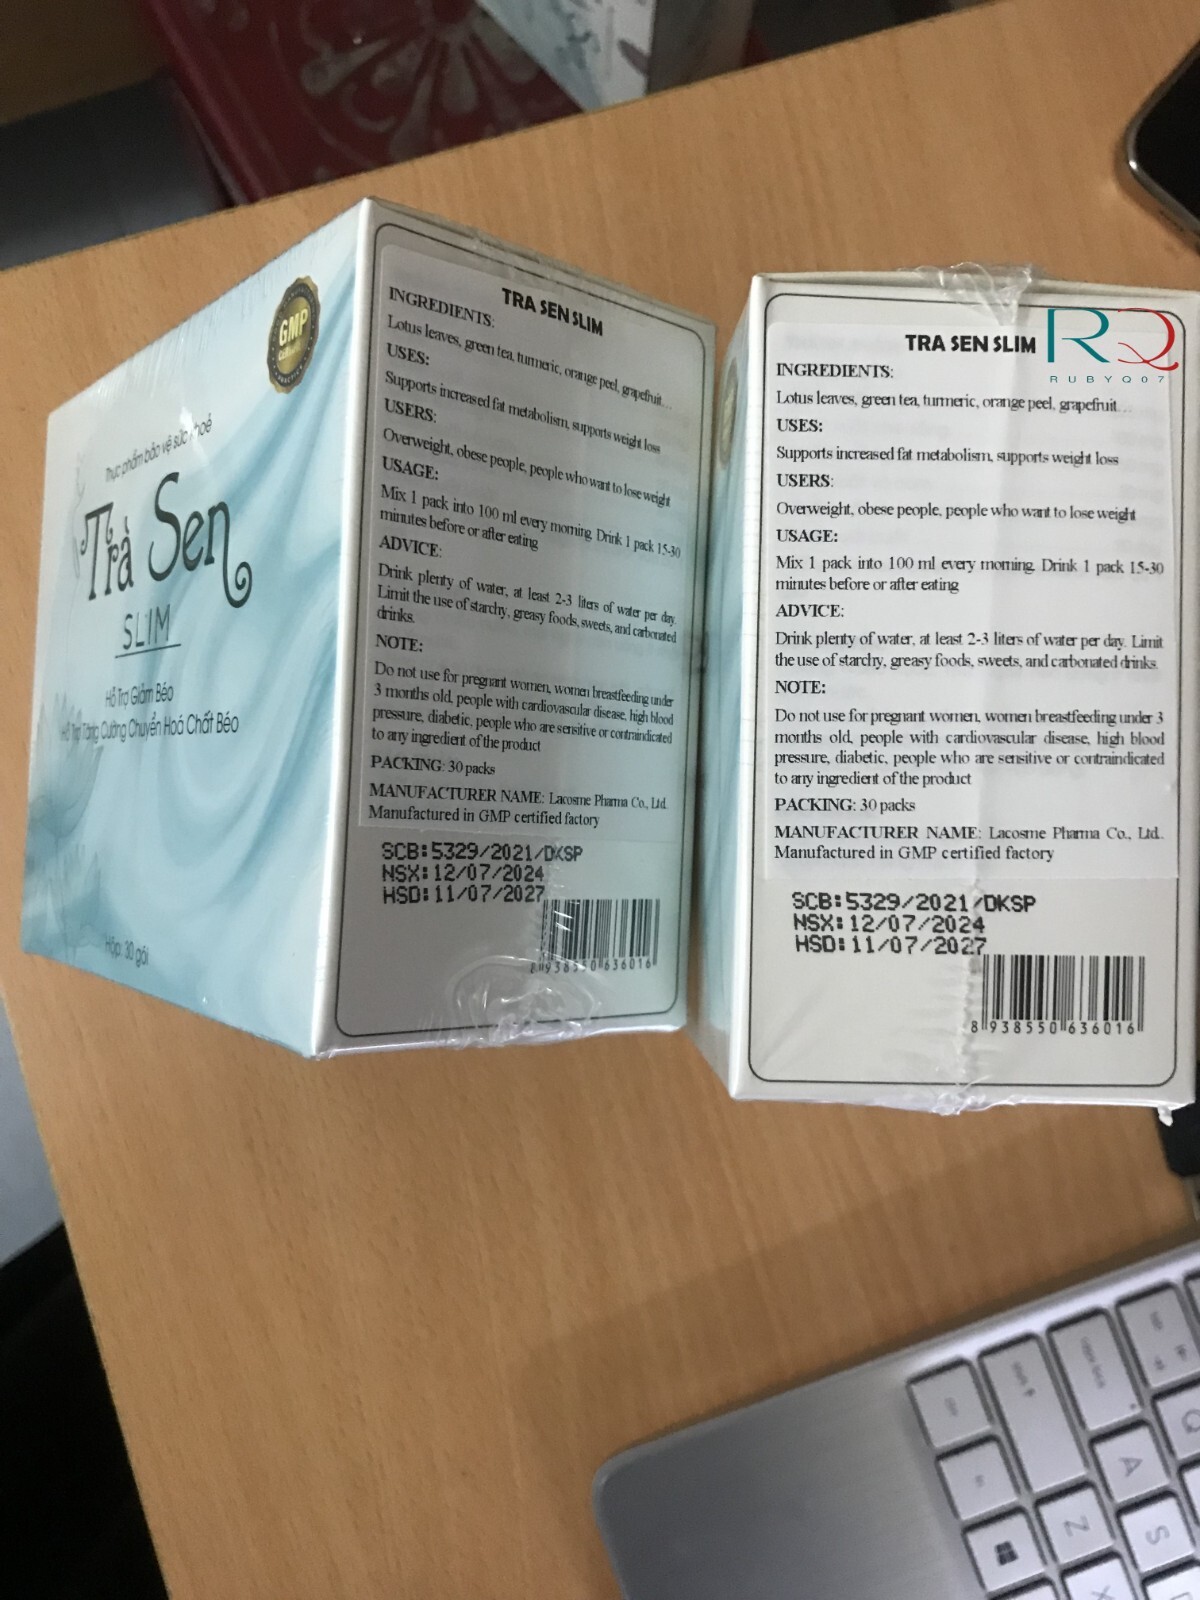 GMP
Thực phẩm bảo vệ sức khoẻ
Trà Sen
SLIM
Hỗ Trợ Giảm Béo
Hỗ Trợ Tăng Cường Chuyển Hoá Chất Béo
Hộp: 30 gói
TRA SEN SLIM
INGREDIENTS:
Lotus leaves, green tea, turmeric, orange peel, grapefruit…
USES:
Supports increased fat metabolism, supports weight loss
USERS:
Overweight, obese people, people who want to lose weight
USAGE:
Mix 1 pack into 100 ml every morning. Drink 1 pack 15-30
minutes before or after eating
ADVICE:
Drink plenty of water, at least 2-3 liters of water per day.
Limit the use of starchy, greasy foods, sweets, and carbonated
drinks.
NOTE:
Do not use for pregnant women, women breastfeeding under
3 months old, people with cardiovascular disease, high blood
pressure, diabetic, people who are sensitive or contraindicated
to any ingredient of the product
PACKING: 30 packs
MANUFACTURER NAME: Lacosme Pharma Co., Ltd.
Manufactured in GMP certified factory
SCB:5329/2021/DKSP
NSX:12/07/2024
HSD:11/07/2027
8 938550 636016
TRA SEN SLIM
RQ
RUBYQ07
INGREDIENTS:
Lotus leaves, green tea, turmeric, orange peel, grapefruit…
USES:
Supports increased fat metabolism, supports weight loss
USERS:
Overweight, obese people, people who want to lose weight
USAGE:
Mix 1 pack into 100 ml every morning. Drink 1 pack 15-30
minutes before or after eating
ADVICE:
Drink plenty of water, at least 2-3 liters of water per day. Limit
the use of starchy, greasy foods, sweets, and carbonated drinks.
NOTE:
Do not use for pregnant women, women breastfeeding under 3
months old, people with cardiovascular disease, high blood
pressure, diabetic, people who are sensitive or contraindicated
to any ingredient of the product
PACKING: 30 packs
MANUFACTURER NAME: Lacosme Pharma Co., Ltd.
Manufactured in GMP certified factory
SCB:5329/2021/DKSP
NSX:12/07/2024
HSD:11/07/2027
8 938550 636016
Q
A
Z
S
X